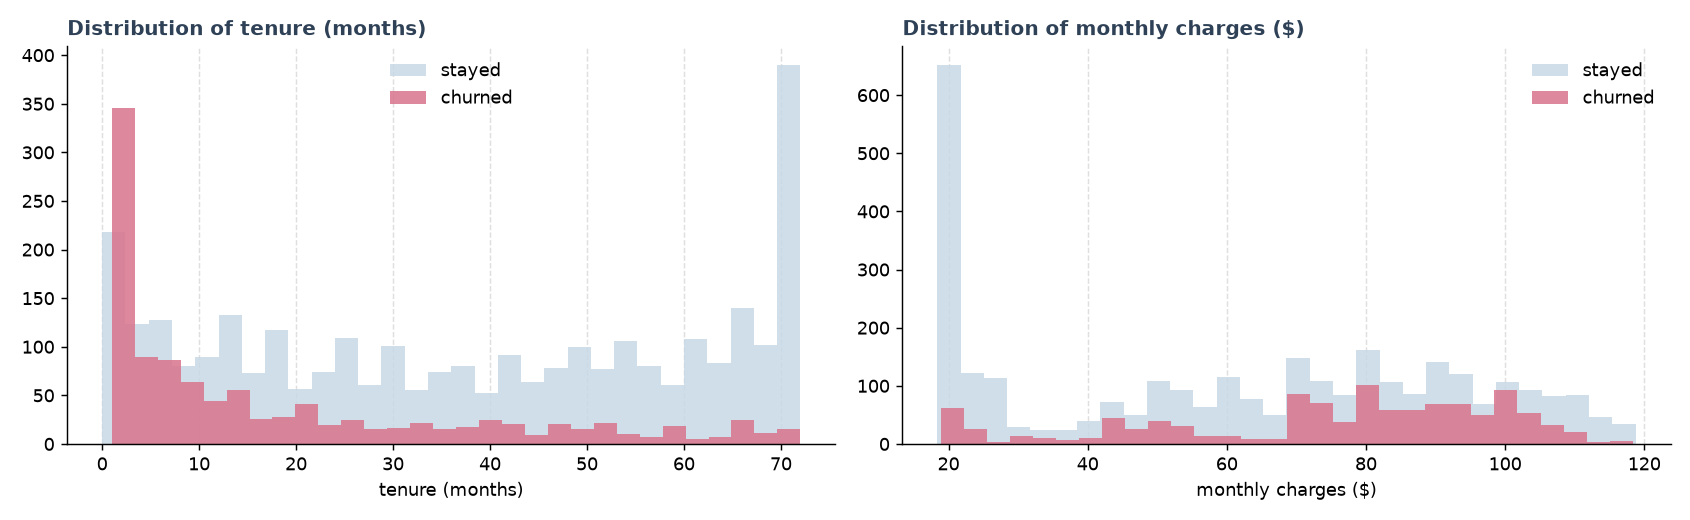 Distribution of tenure (months)
400
350
300
250
200
150
100
50
0
stayed
churned
0 10 20 30 40 50 60 70
tenure (months)
Distribution of monthly charges ($)
600
500
400
300
200
100
0
stayed
churned
20 40 60 80 100 120
monthly charges ($)